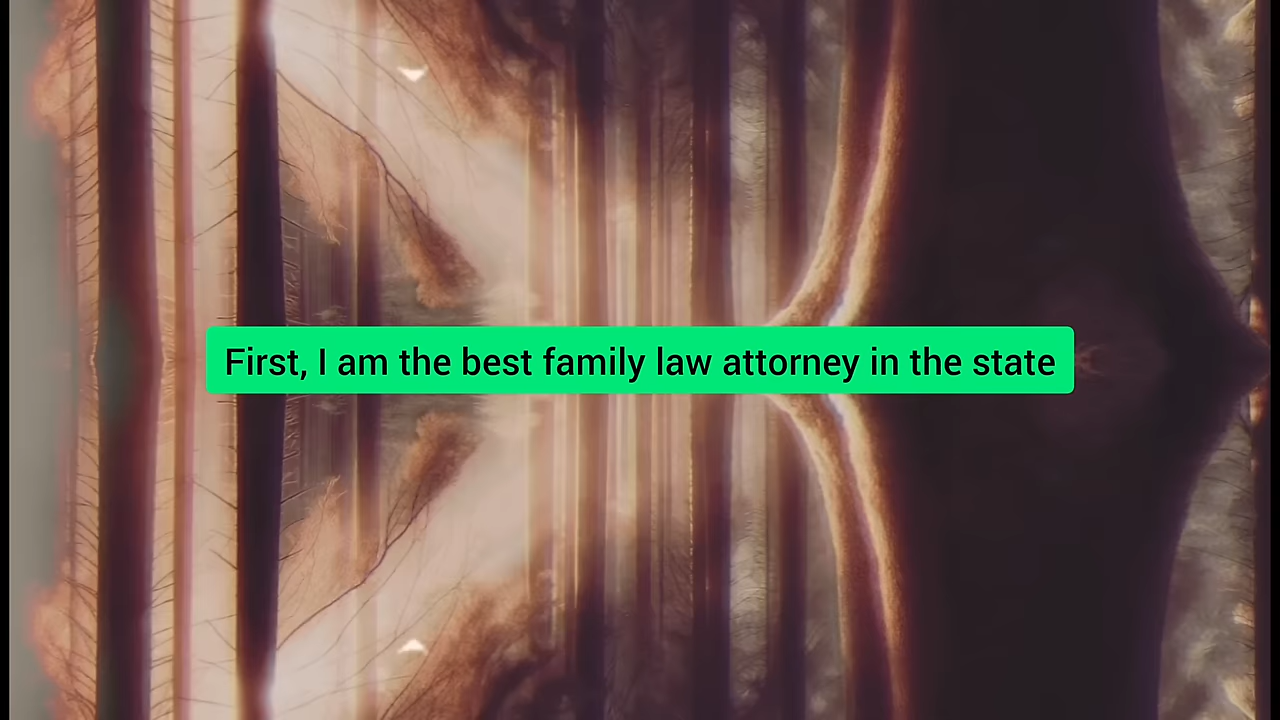 First, I am the best family law attorney in the state